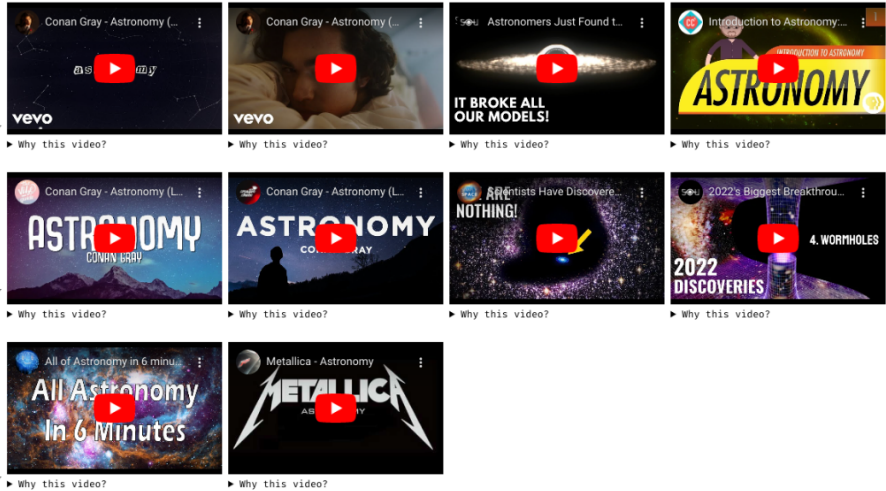 Conan Gray - Astronomy (...
astronomy
vevo
▶ Why this video?
Conan Gray - Astronomy (...
vevo
▶ Why this video?
Astronomers Just Found t...
IT BROKE ALL
OUR MODELS!
▶ Why this video?
Introduction to Astronomy:...
INTRODUCTION TO ASTRONOMY
ASTRONOMY
▶ Why this video?
Conan Gray - Astronomy (L...
ASTRONOMY
CONAN GRAY
▶ Why this video?
Conan Gray - Astronomy (L...
ASTRONOMY
CONAN GRAY
▶ Why this video?
Scientists Have Discovere...
ARE
NOTHING!
▶ Why this video?
2022's Biggest Breakthrou...
4. WORMHOLES
2022
DISCOVERIES
▶ Why this video?
All of Astronomy in 6 minu...
All Astronomy
In 6 Minutes
▶ Why this video?
Metallica - Astronomy
METALLICA
ASTRONOMY
▶ Why this video?